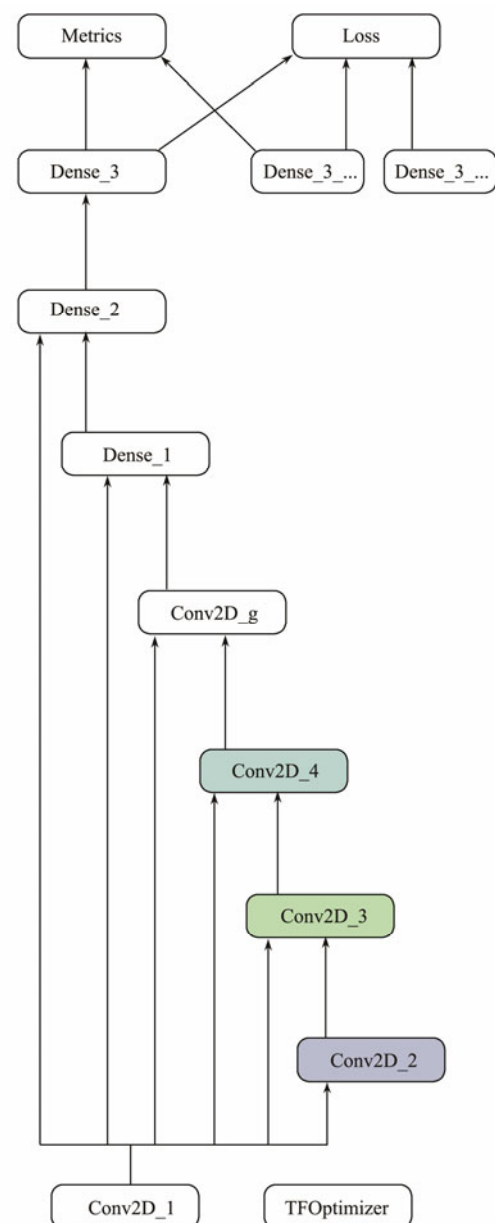 Metrics
Loss
Dense_3
Dense_3_...
Dense_3_...
Dense_2
Dense_1
Conv2D_g
Conv2D_4
Conv2D_3
Conv2D_2
Conv2D_1
TFOptimizer